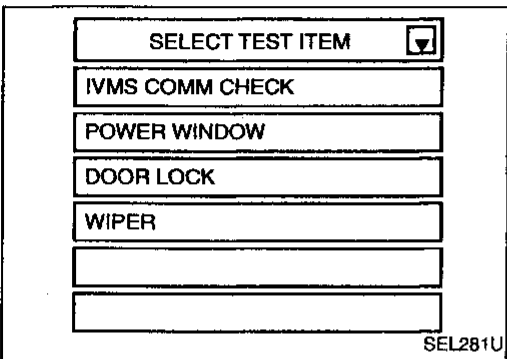 SELECT TEST ITEM
IVMS COMM CHECK
POWER WINDOW
DOOR LOCK
WIPER
SEL281U